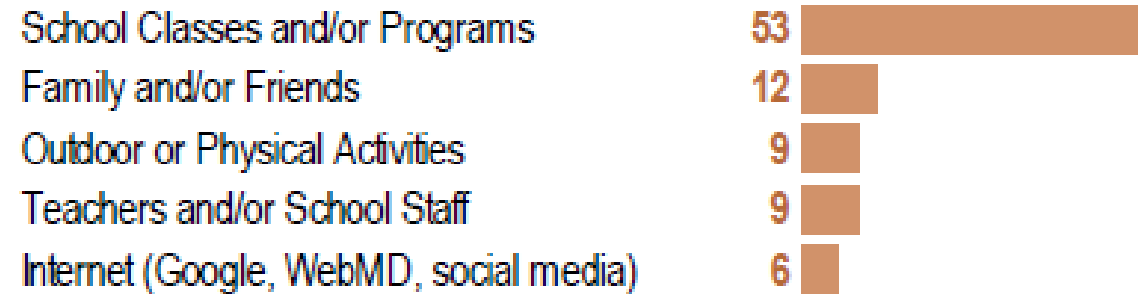 School Classes and/or Programs 53
Family and/or Friends 12
Outdoor or Physical Activities 9
Teachers and/or School Staff 9
Internet (Google, WebMD, social media) 6